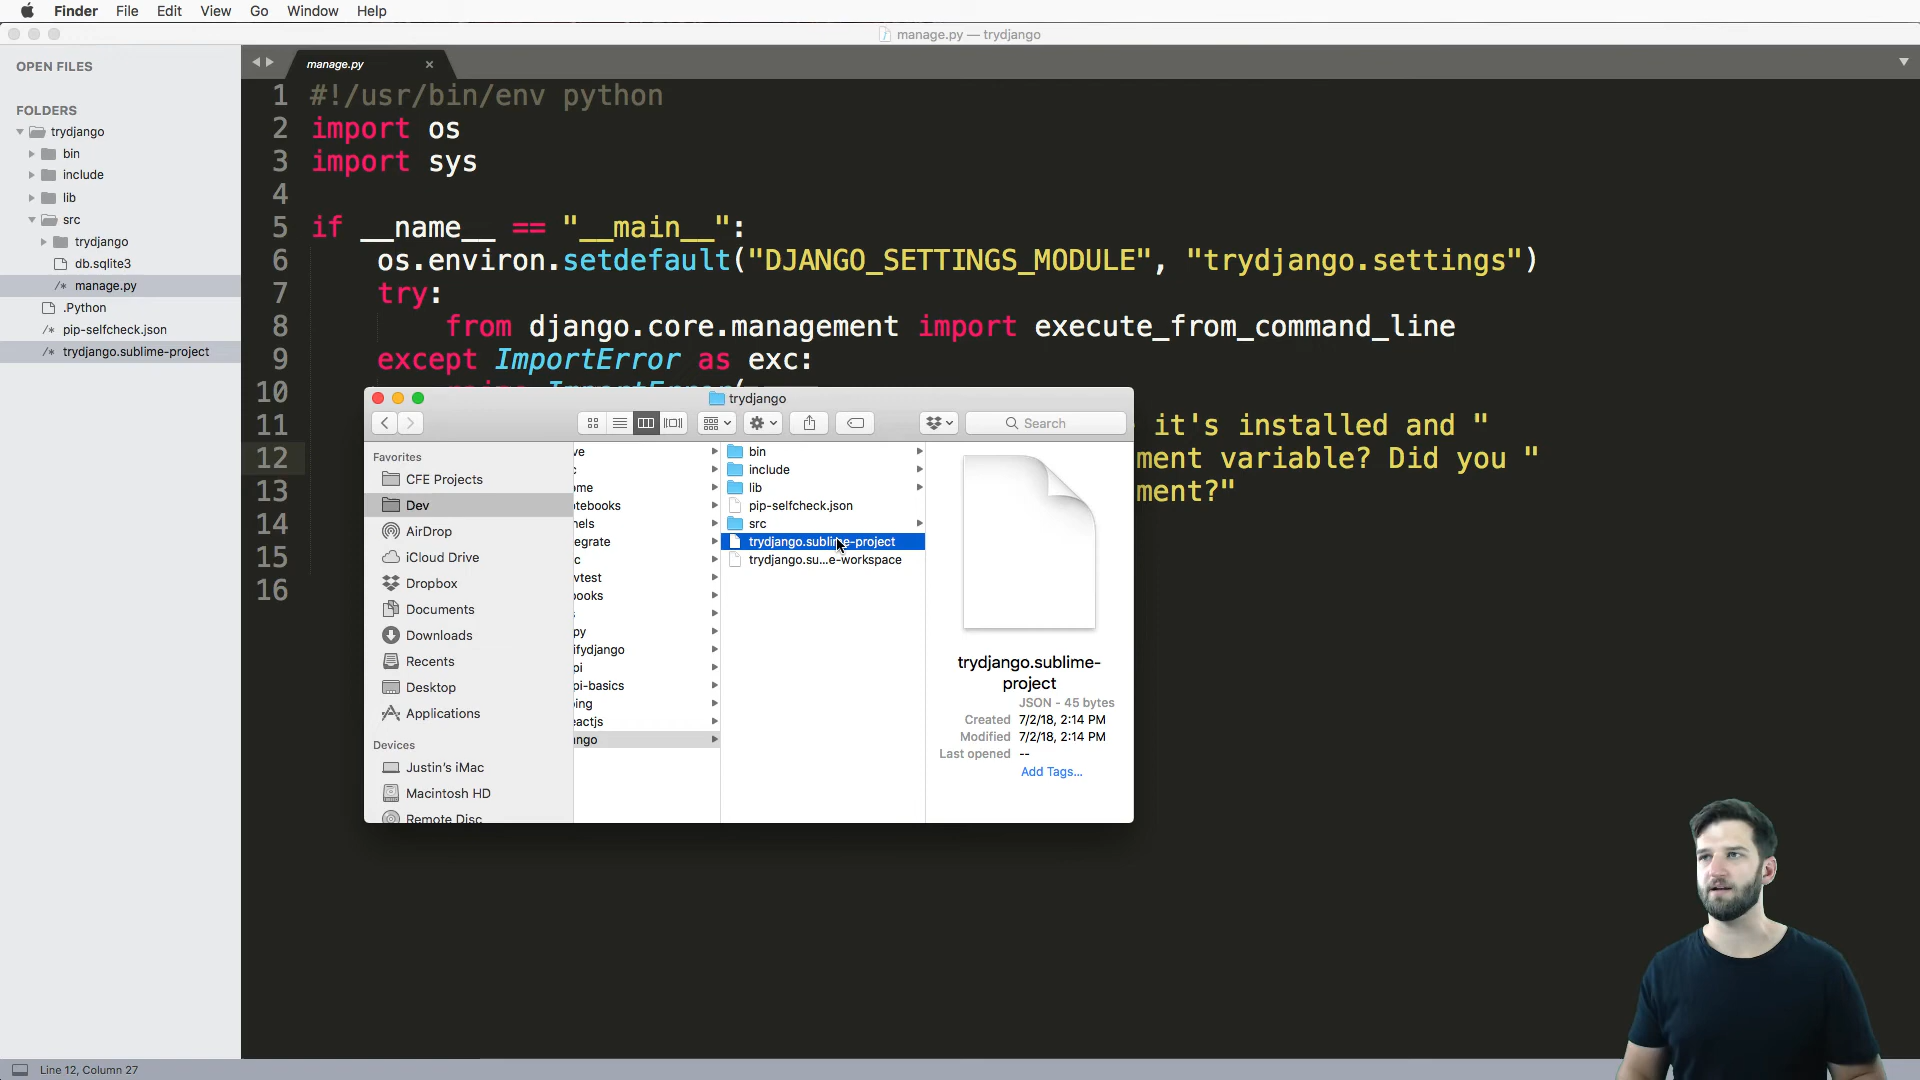 Finder File Edit View Go Window Help
manage.py — trydjango
OPEN FILES
FOLDERS
trydjango
bin
include
lib
src
trydjango
db.sqlite3
/* manage.py
.Python
/* pip-selfcheck.json
/* trydjango.sublime-project
manage.py
1 #!/usr/bin/env python
2 import os
3 import sys
4
5 if __name__ == "__main__":
6 os.environ.setdefault("DJANGO_SETTINGS_MODULE", "trydjango.settings")
7 try:
8 from django.core.management import execute_from_command_line
9 except ImportError as exc:
10
11 it's installed and "
12 ment variable? Did you "
13 ment?"
14
15
16
trydjango
Search
Favorites
CFE Projects
Dev
AirDrop
iCloud Drive
Dropbox
Documents
Downloads
Recents
Desktop
Applications
Devices
Justin's iMac
Macintosh HD
Remote Disc
ve
c
ome
otebooks
nels
egrate
c
vtest
ooks
s
py
ifydjango
pi
pi-basics
ping
eactjs
ango
bin
include
lib
pip-selfcheck.json
src
trydjango.sublime-project
trydjango.su...e-workspace
trydjango.sublime-
project
JSON - 45 bytes
Created 7/2/18, 2:14 PM
Modified 7/2/18, 2:14 PM
Last opened --
Add Tags...
Line 12, Column 27